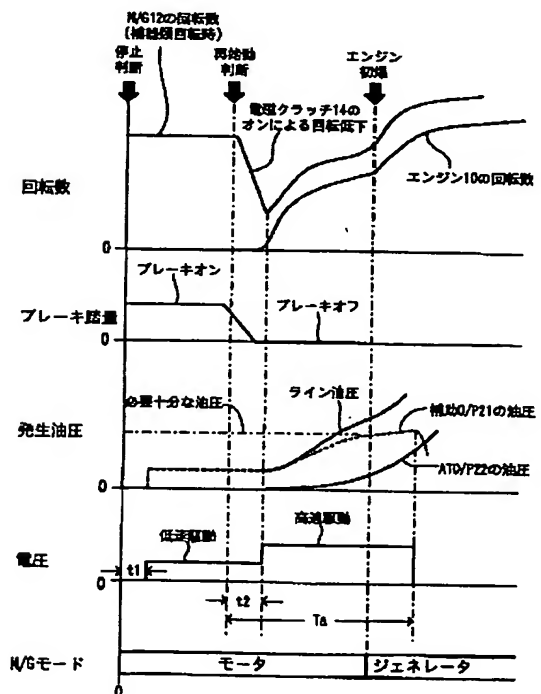 M/G12の回転数
(補機類回転時)
停止
判断
再始動
判断
エンジン
初爆
電磁クラッチ14の
オンによる回転低下
回転数
エンジン10の回転数
0
ブレーキオン
ブレーキオフ
ブレーキ踏量
0
必要十分な油圧
ライン油圧
補助O/P21の油圧
発生油圧
ATO/P22の油圧
0
低速駆動
高速駆動
電圧
0
t1
t2
Ta
M/Gモード
モータ
ジェネレータ
0